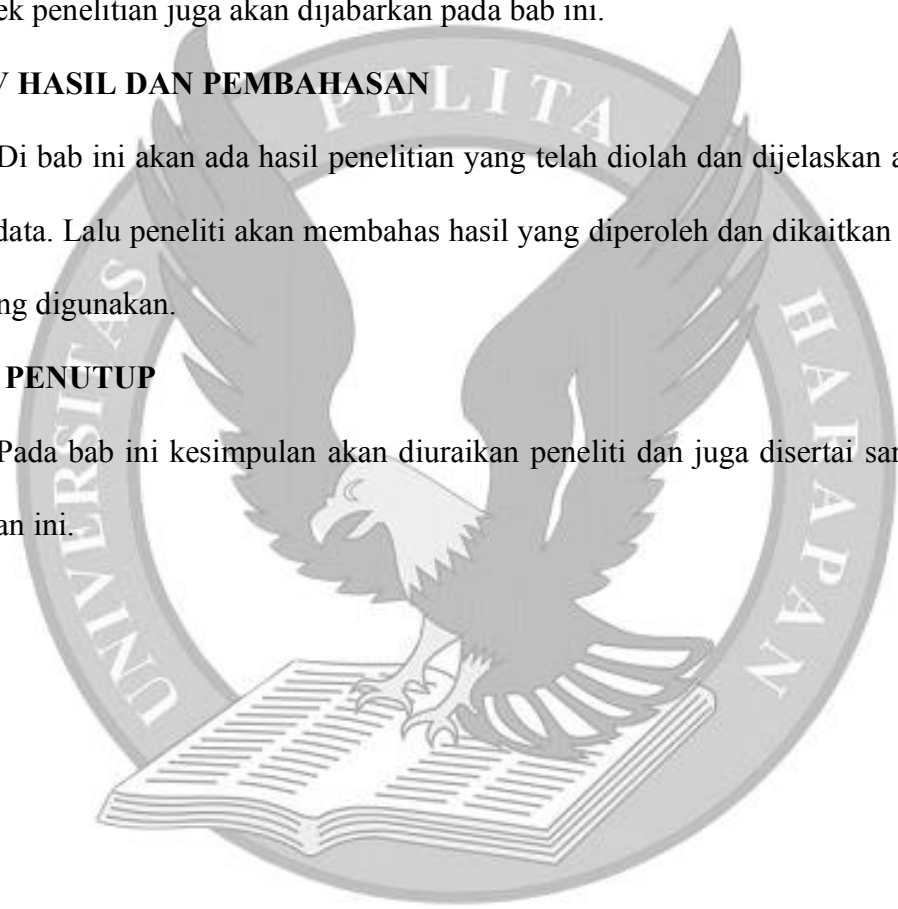 ek penelitian juga akan dijabarkan pada bab ini.
HASIL DAN PEMBAHASAN
Di bab ini akan ada hasil penelitian yang telah diolah dan dijelaskan a
data. Lalu peneliti akan membahas hasil yang diperoleh dan dikaitkan
ng digunakan.
PENUTUP
Pada bab ini kesimpulan akan diuraikan peneliti dan juga disertai sar
an ini.
UNIVERSITAS PELITA HARAPAN